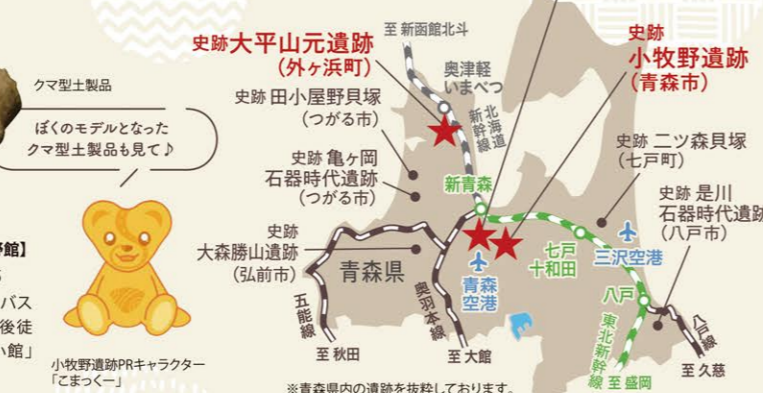 クマ型土製品
ぼくのモデルとなった
クマ型土製品も見て♪
バス
後徒
小牧野遺跡PRキャラクター
「こまっくー」
至 新函館北斗
史跡大平山元遺跡
（外ヶ浜町）
奥津軽
いまべつ
北海道
新幹線
史跡
小牧野遺跡
（青森市）
史跡 田小屋野貝塚
（つがる市）
史跡 亀ヶ岡
石器時代遺跡
（つがる市）
新青森
史跡 二ツ森貝塚
（七戸町）
史跡 是川
石器時代遺跡
（八戸市）
史跡
大森勝山遺跡
（弘前市）
青森県
青森
空港
七戸
十和田
三沢空港
八戸
五能線
奥羽本線
東北新幹線
八戸線
至 秋田
至 大館
至 盛岡
至 久慈
※青森県内の遺跡を抜粋しております。